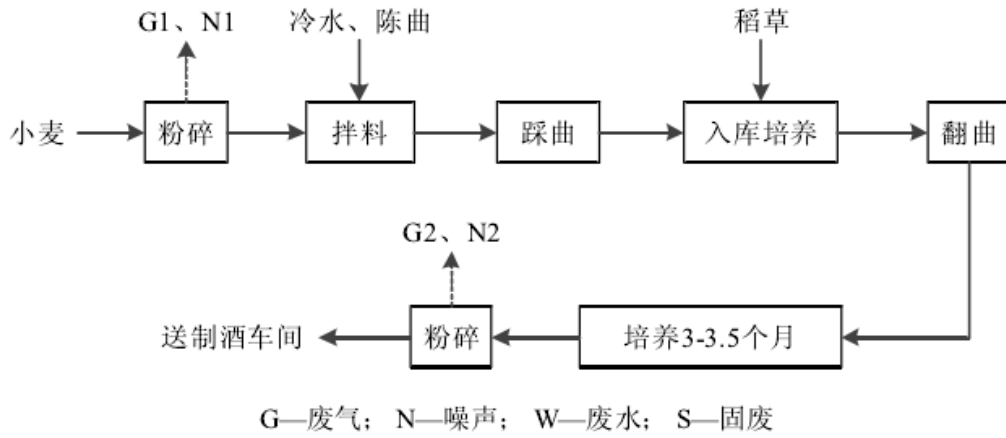 G1、N1
冷水、陈曲
稻草
小麦
粉碎
拌料
踩曲
入库培养
翻曲
G2、N2
送制酒车间
粉碎
培养3-3.5个月
G—废气； N—噪声； W—废水； S—固废